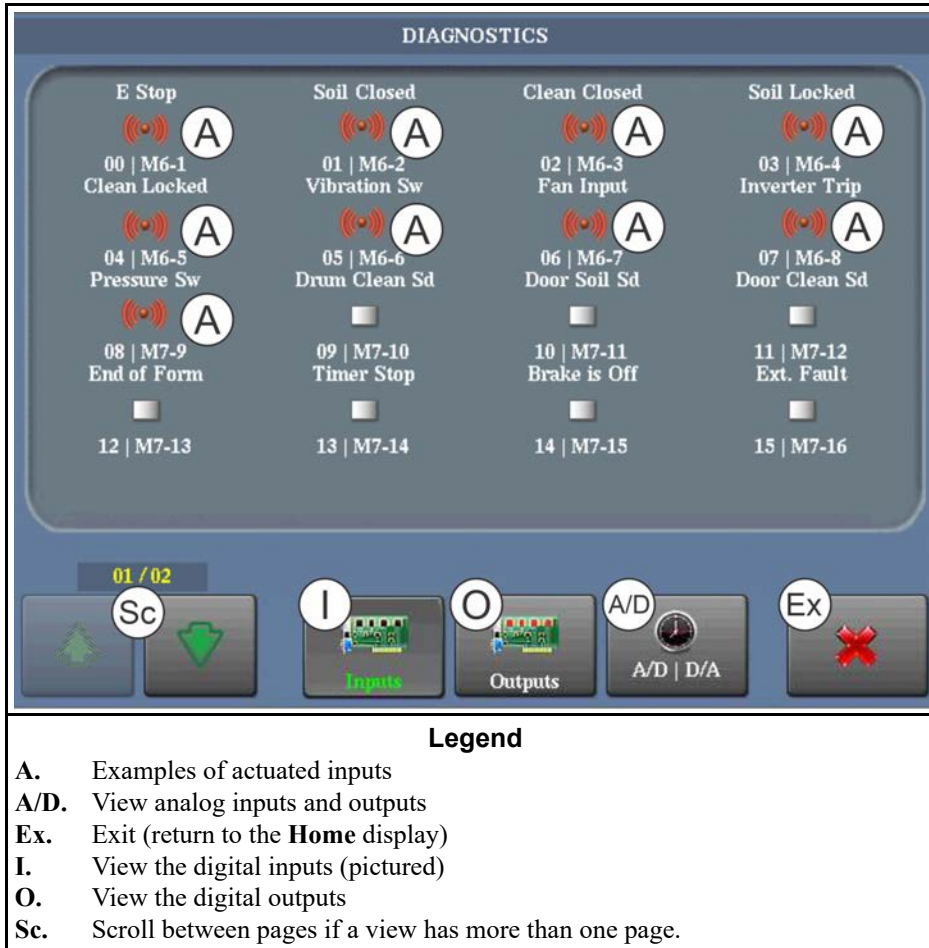 DIAGNOSTICS
E Stop Soil Closed Clean Closed Soil Locked
A A A A
00 | M6-1 01 | M6-2 02 | M6-3 03 | M6-4
Clean Locked Vibration Sw Fan Input Inverter Trip
A A A A
04 | M6-5 05 | M6-6 06 | M6-7 07 | M6-8
Pressure Sw Drum Clean Sd Door Soil Sd Door Clean Sd
A
08 | M7-9 09 | M7-10 10 | M7-11 11 | M7-12
End of Form Timer Stop Brake is Off Ext. Fault
12 | M7-13 13 | M7-14 14 | M7-15 15 | M7-16
01 / 02
Sc I O A/D Ex
Inputs Outputs A/D | D/A
Legend
A. Examples of actuated inputs
A/D. View analog inputs and outputs
Ex. Exit (return to the Home display)
I. View the digital inputs (pictured)
O. View the digital outputs
Sc. Scroll between pages if a view has more than one page.